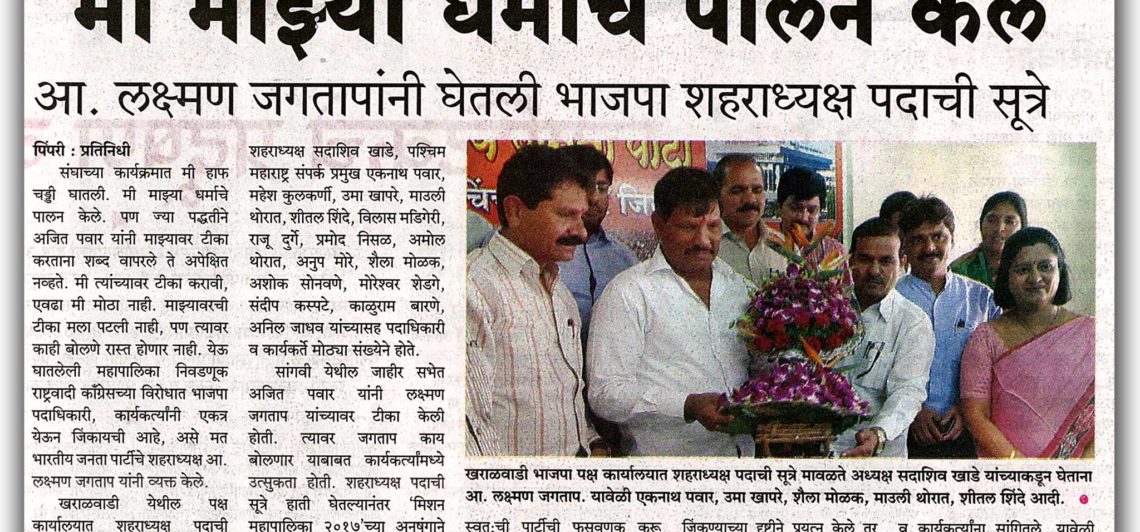 मी माझ्या धर्माचे पालन केले
आ. लक्ष्मण जगतापांनी घेतली भाजपा शहराध्यक्ष पदाची सूत्रे
पिंपरी : प्रतिनिधी
संघाच्या कार्यक्रमात मी हाफ
चड्डी घातली. मी माझ्या धर्माचे
पालन केले. पण ज्या पद्धतीने
अजित पवार यांनी माझ्यावर टीका
करताना शब्द वापरले ते अपेक्षित
नव्हते. मी त्यांच्यावर टीका करावी,
एवढा मी मोठा नाही. माझ्यावरची
टीका मला पटली नाही, पण त्यावर
काही बोलणे रास्त होणार नाही. येऊ
घातलेली महापालिका निवडणूक
राष्ट्रवादी काँग्रेसच्या विरोधात भाजपा
पदाधिकारी, कार्यकर्त्यांनी एकत्र
येऊन जिंकायची आहे, असे मत
भारतीय जनता पार्टीचे शहराध्यक्ष आ.
लक्ष्मण जगताप यांनी व्यक्त केले.
खराळवाडी येथील पक्ष
कार्यालयात शहराध्यक्ष पदाची
शहराध्यक्ष सदाशिव खाडे, पश्चिम
महाराष्ट्र संपर्क प्रमुख एकनाथ पवार,
महेश कुलकर्णी, उमा खापरे, माउली
थोरात, शीतल शिंदे, विलास मडिगेरी,
राजू दुर्गे, प्रमोद निसळ, अमोल
थोरात, अनुप मोरे, शैला मोळक,
अशोक सोनवणे, मोरेश्वर शेडगे,
संदीप कस्पटे, काळुराम बारणे,
अनिल जाधव यांच्यासह पदाधिकारी
व कार्यकर्ते मोठ्या संख्येने होते.
सांगवी येथील जाहीर सभेत
अजित पवार यांनी लक्ष्मण
जगताप यांच्यावर टीका केली
होती. त्यावर जगताप काय
बोलणार याबाबत कार्यकर्त्यांमध्ये
उत्सुकता होती. शहराध्यक्ष पदाची
सूत्रे हाती घेतल्यानंतर 'मिशन
महापालिका २०१७'च्या अनुषंगाने
खराळवाडी भाजपा पक्ष कार्यालयात शहराध्यक्ष पदाची सूत्रे मावळते अध्यक्ष सदाशिव खाडे यांच्याकडून घेताना
आ. लक्ष्मण जगताप. यावेळी एकनाथ पवार, उमा खापरे, शैला मोळक, माउली थोरात, शीतल शिंदे आदी.
स्वत:ची पार्टीची फसवणूक करू
जिंकण्याच्या दृष्टीने प्रयत्न केले तर
व कार्यकर्त्यांना सांगितले. यावेळी